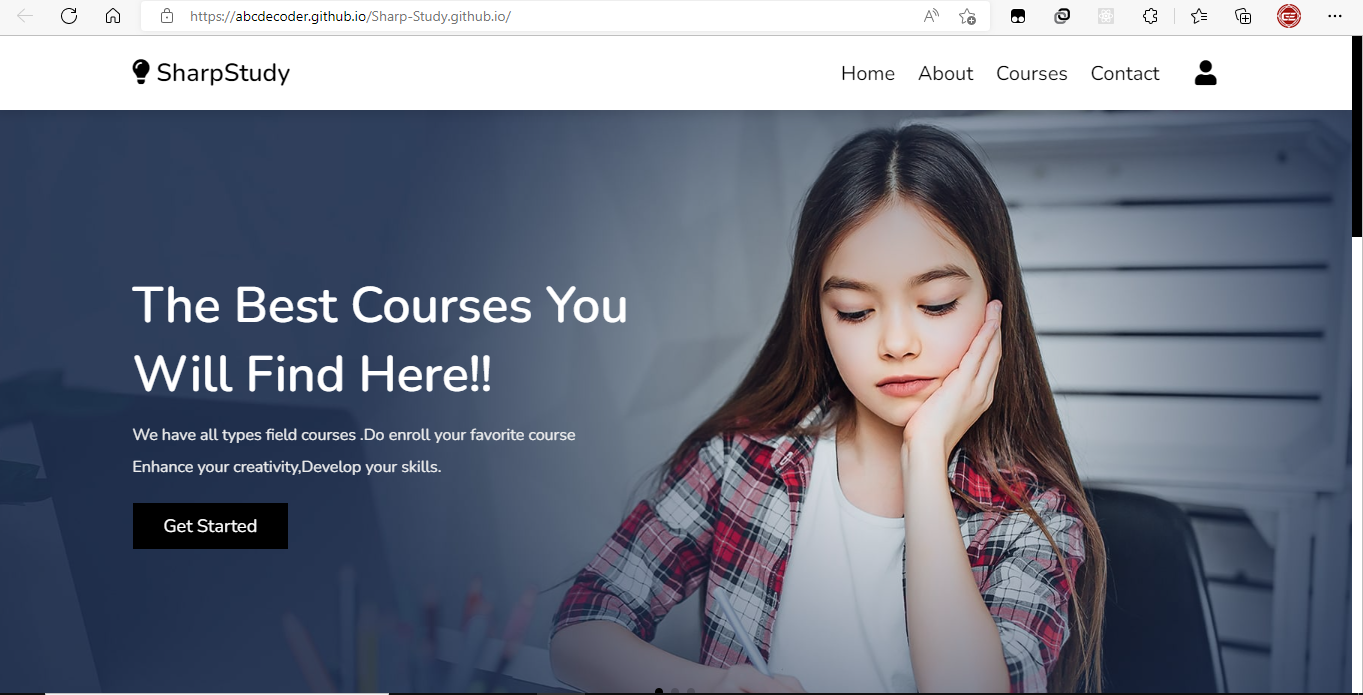 https://abcdecoder.github.io/Sharp-Study.github.io/
SharpStudy
Home About Courses Contact
The Best Courses You
Will Find Here!!
We have all types field courses .Do enroll your favorite course
Enhance your creativity,Develop your skills.
Get Started